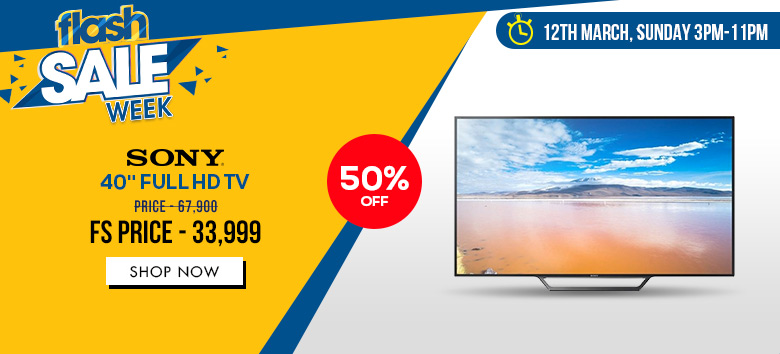 flash
SALE
WEEK
12TH MARCH, SUNDAY 3PM-11PM
SONY
40" FULL HD TV
PRICE - 67,900
FS PRICE - 33,999
SHOP NOW
50%
OFF